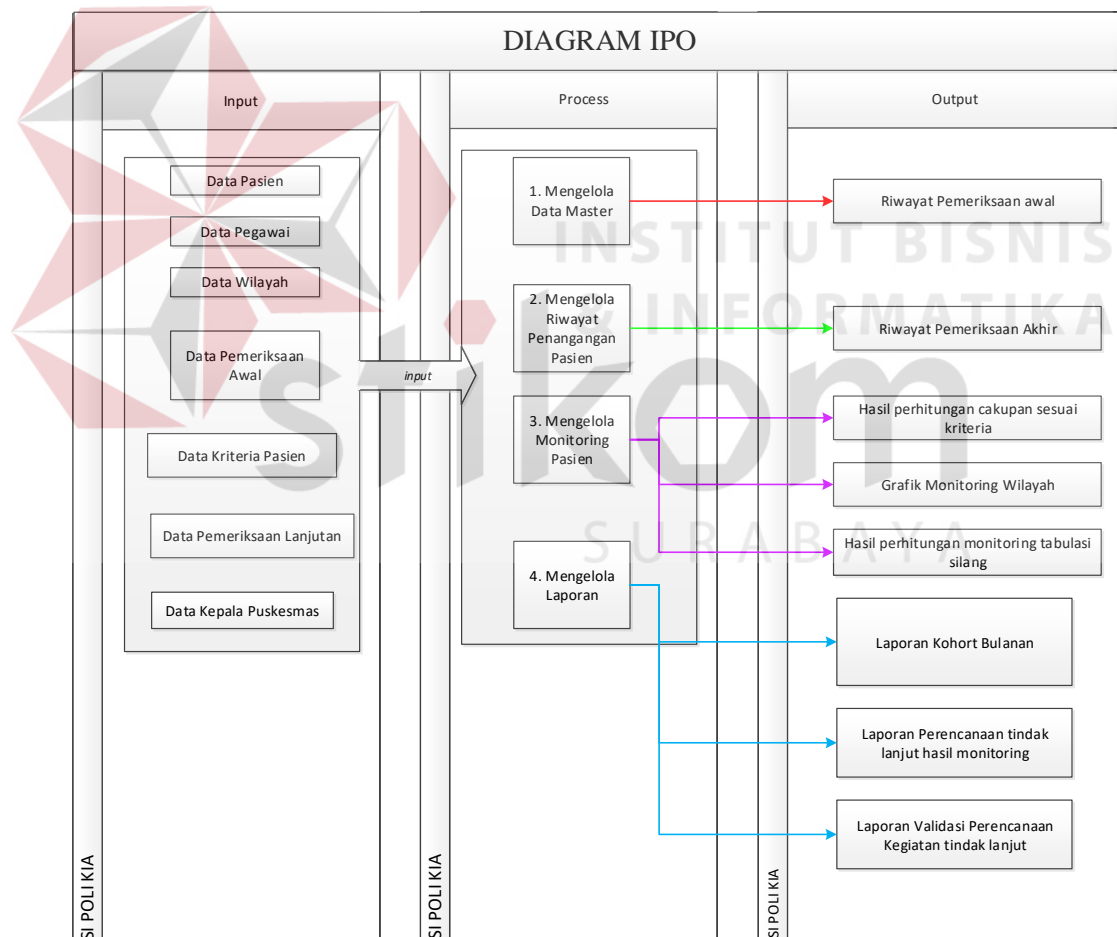 DIAGRAM IPO
Input
Process
Output
Data Pasien
Data Pegawai
Data Wilayah
Data Pemeriksaan
Awal
Data Kriteria Pasien
Data Pemeriksaan Lanjutan
Data Kepala Puskesmas
input
1. Mengelola
Data Master
2. Mengelola
Riwayat
Penangangan
Pasien
3. Mengelola
Monitoring
Pasien
4. Mengelola
Laporan
Riwayat Pemeriksaan awal
Riwayat Pemeriksaan Akhir
Hasil perhitungan cakupan sesuai
kriteria
Grafik Monitoring Wilayah
Hasil perhitungan monitoring tabulasi
silang
Laporan Kohort Bulanan
Laporan Perencanaan tindak
lanjut hasil monitoring
Laporan Validasi Perencanaan
Kegiatan tindak lanjut
SI POLI KIA
SI POLI KIA
SI POLI KIA
INSTITUT BISNIS
& INFORMATIKA
stikom
SURABAYA